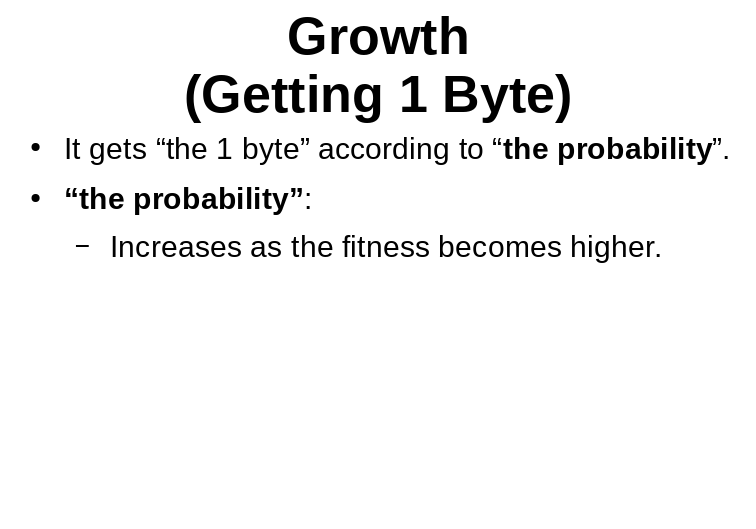 Growth
(Getting 1 Byte)
• It gets “the 1 byte” according to “the probability”.
• “the probability”:
– Increases as the fitness becomes higher.